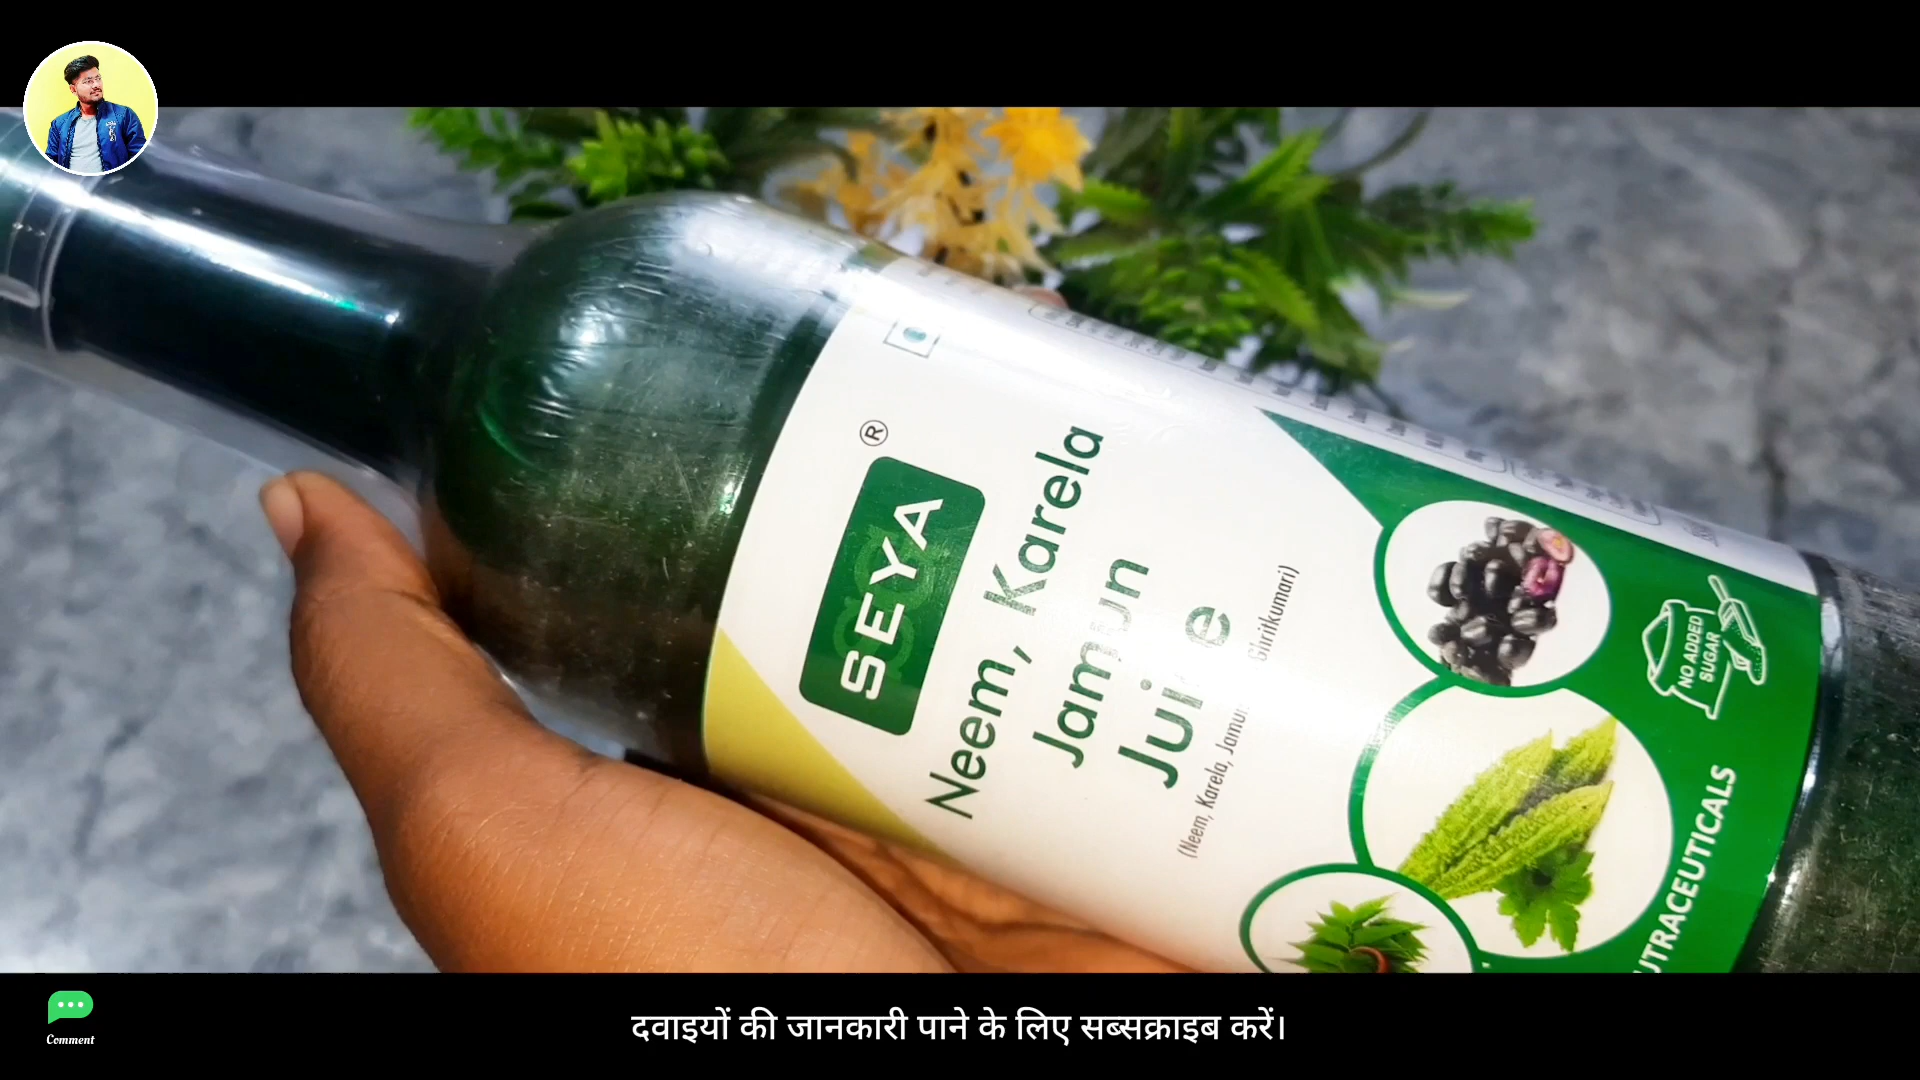 SEYA®
Neem, Karela
Jamun
Juice
(Neem, Karela, Jamun Ghritkumari)
NO ADDED
SUGAR
Comment
दवाइयों की जानकारी पाने के लिए सब्सक्राइब करें।